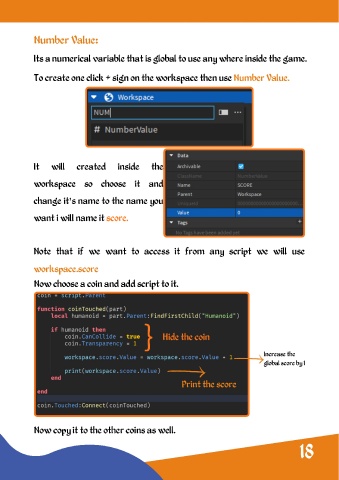 Number Value:
Its a numerical variable that is global to use any where inside the game.
To create one click + sign on the workspace then use Number Value.
Workspace
NUM
# NumberValue
It will created inside the
workspace so choose it and
change it's name to the name you
want i will name it score.
Data
Archivable
ClassName NumberValue
Name SCORE
Parent Workspace
Value 0
Tags +
No Tags have been added yet
Note that if we want to access it from any script we will use
workspace.score
Now choose a coin and add script to it.
coin = script.Parent
function coinTouched(part)
local humanoid = part.Parent:FindFirstChild("Humanoid")
if humanoid then
coin.CanCollide = true
coin.Transparency = 1
Hide the coin
workspace.score.Value = workspace.score.Value + 1
Increase the
global score by 1
print(workspace.score.Value)
end
Print the score
end
coin.Touched:Connect(coinTouched)
Now copy it to the other coins as well.
18